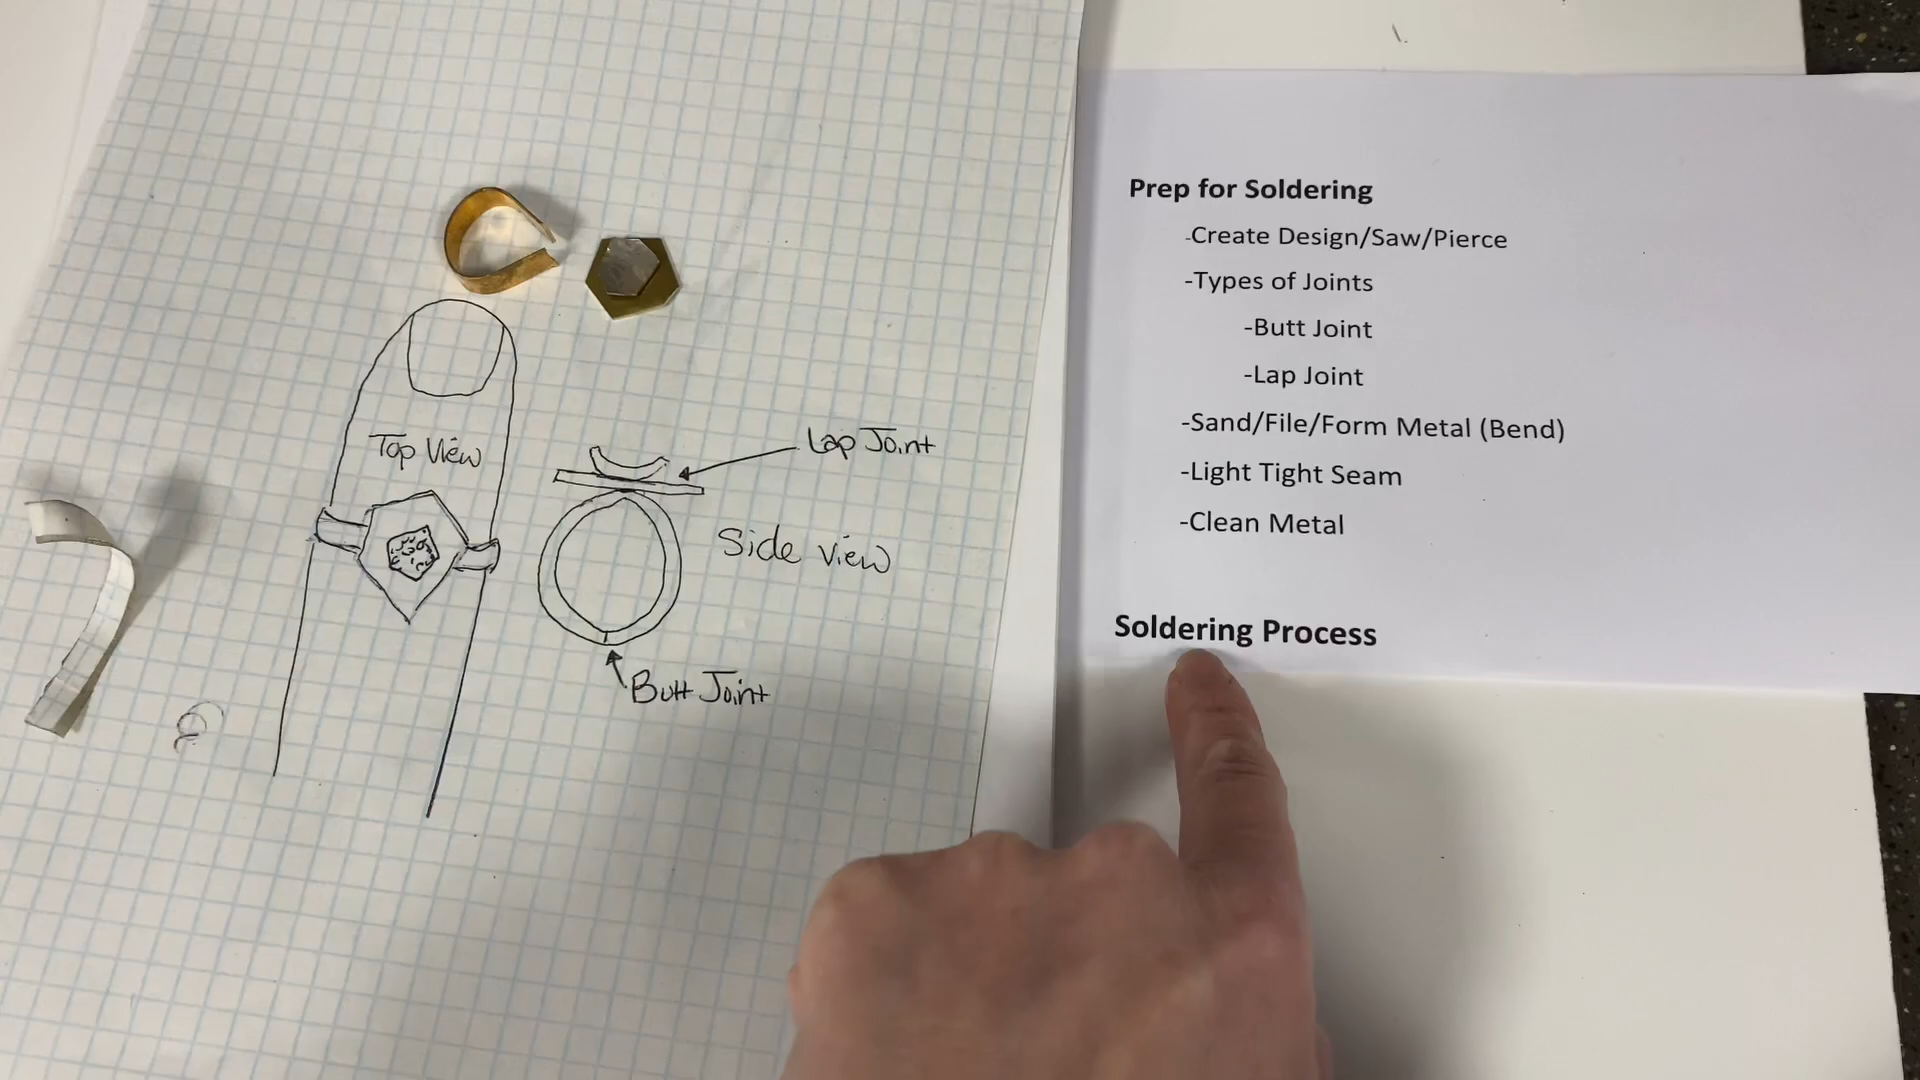 Top View
Lap Joint
Side View
Butt Joint
Prep for Soldering
-Create Design/Saw/Pierce
-Types of Joints
-Butt Joint
-Lap Joint
-Sand/File/Form Metal (Bend)
-Light Tight Seam
-Clean Metal
Soldering Process